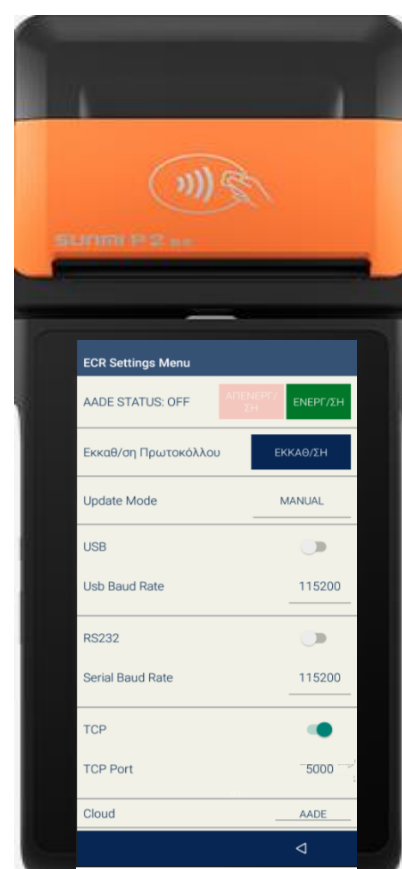 SUNMI P2
ECR Settings Menu
AADE STATUS: OFF
ΑΠΕΝΕΡΓ/
ΣΗ
ΕΝΕΡΓ/ΣΗ
Εκκαθ/ση Πρωτοκόλλου
ΕΚΚΑΘ/ΣΗ
Update Mode
MANUAL
USB
Usb Baud Rate
115200
RS232
Serial Baud Rate
115200
TCP
TCP Port
5000
Cloud
AADE